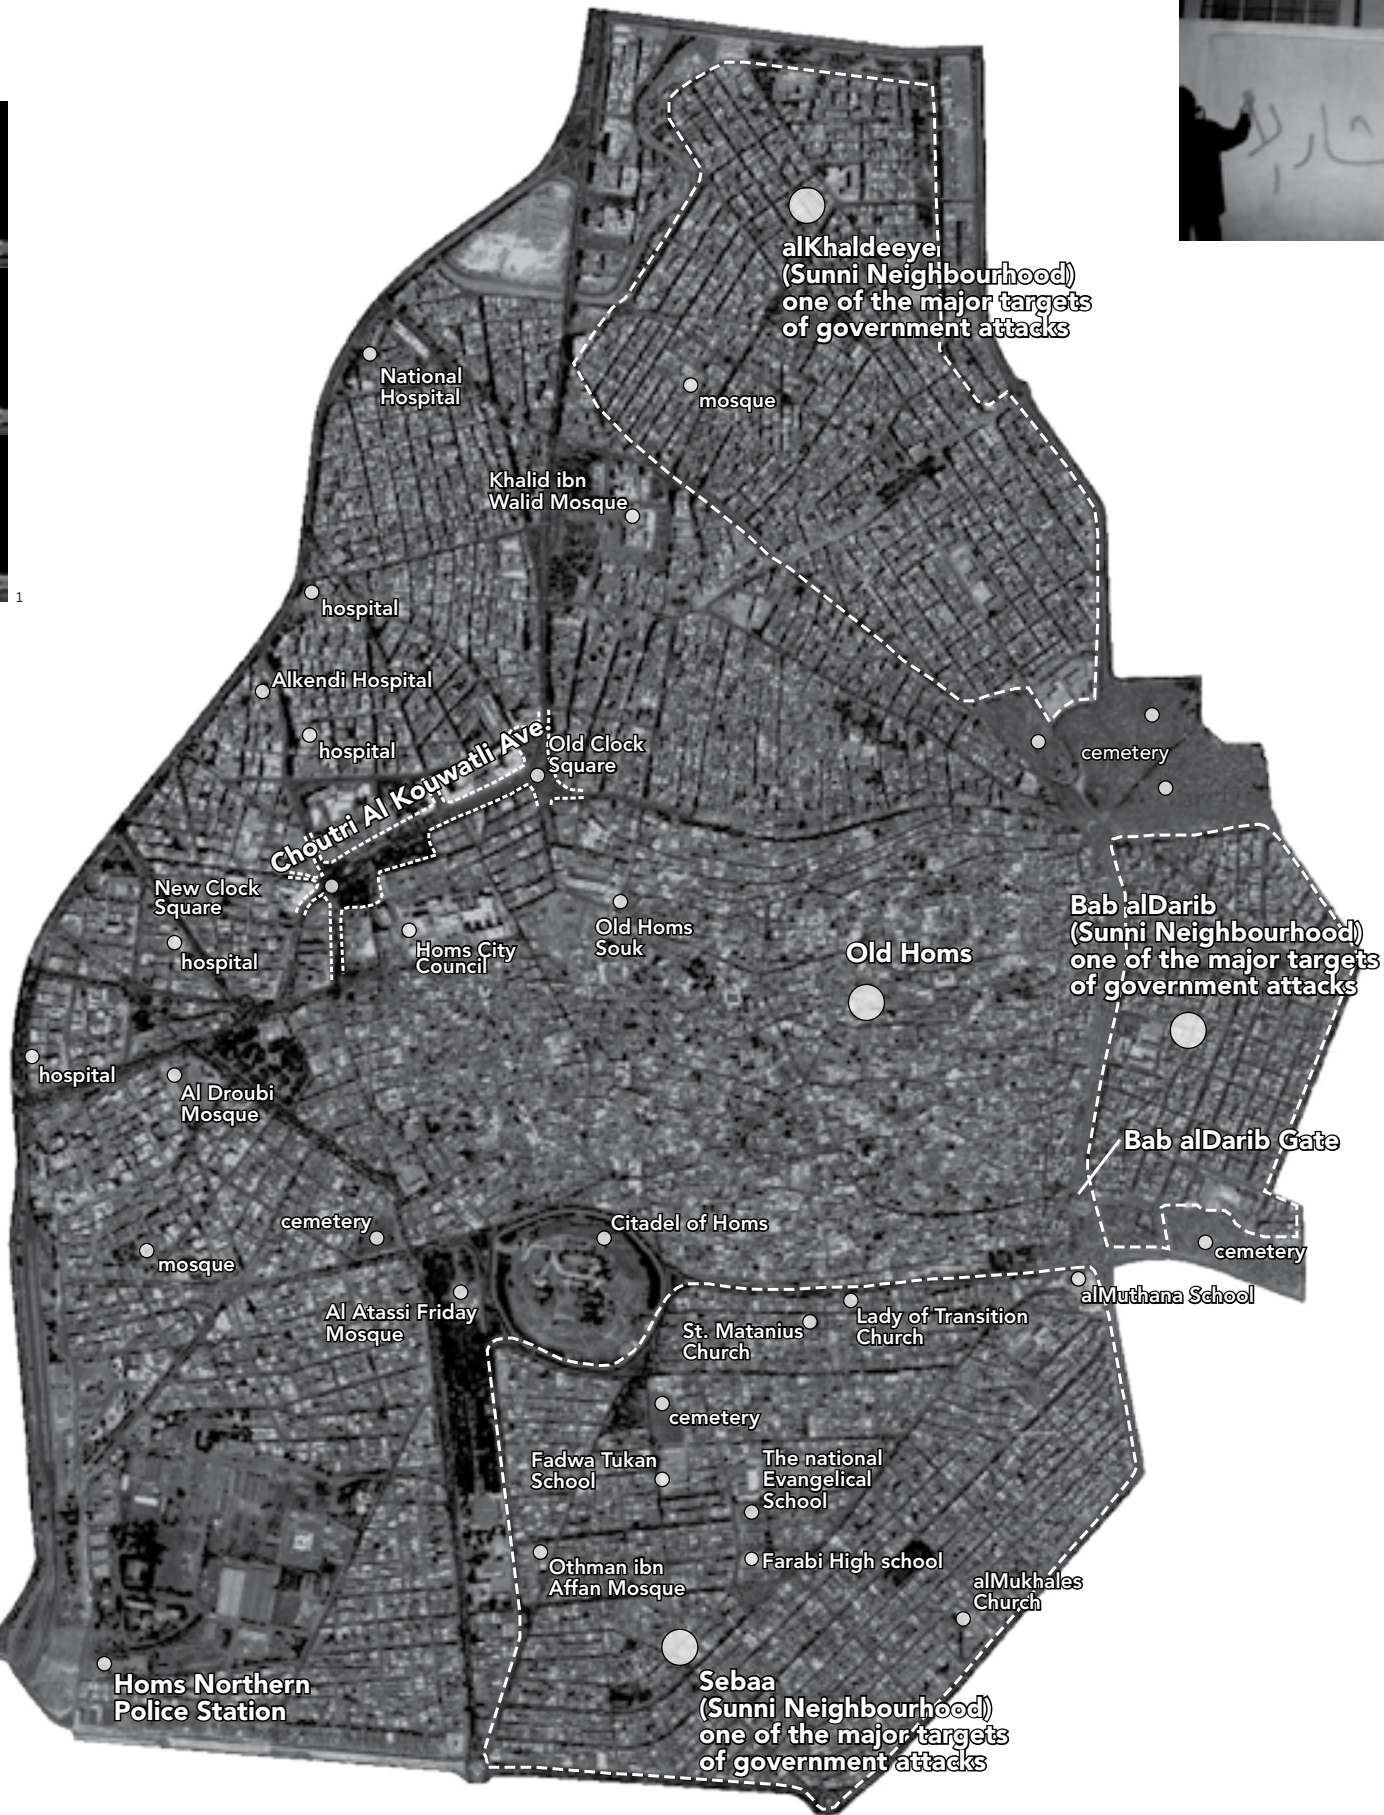 شار لا
alKhaldeeye
(Sunni Neighbourhood)
one of the major targets
of government attacks
National
Hospital
mosque
Khalid ibn
Walid Mosque
1
hospital
Alkendi Hospital
hospital
Choutri Al Kouwatli Ave.
Old Clock
Square
cemetery
New Clock
Square
hospital
Homs City
Council
Old Homs
Souk
Old Homs
Bab alDarib
(Sunni Neighbourhood)
one of the major targets
of government attacks
hospital
Al Droubi
Mosque
Bab alDarib Gate
cemetery
Citadel of Homs
mosque
cemetery
Al Atassi Friday
Mosque
alMuthana School
St. Matanius
Church
Lady of Transition
Church
cemetery
Fadwa Tukan
School
The national
Evangelical
School
Othman ibn
Affan Mosque
Farabi High school
alMukhales
Church
Homs Northern
Police Station
Sebaa
(Sunni Neighbourhood)
one of the major targets
of government attacks